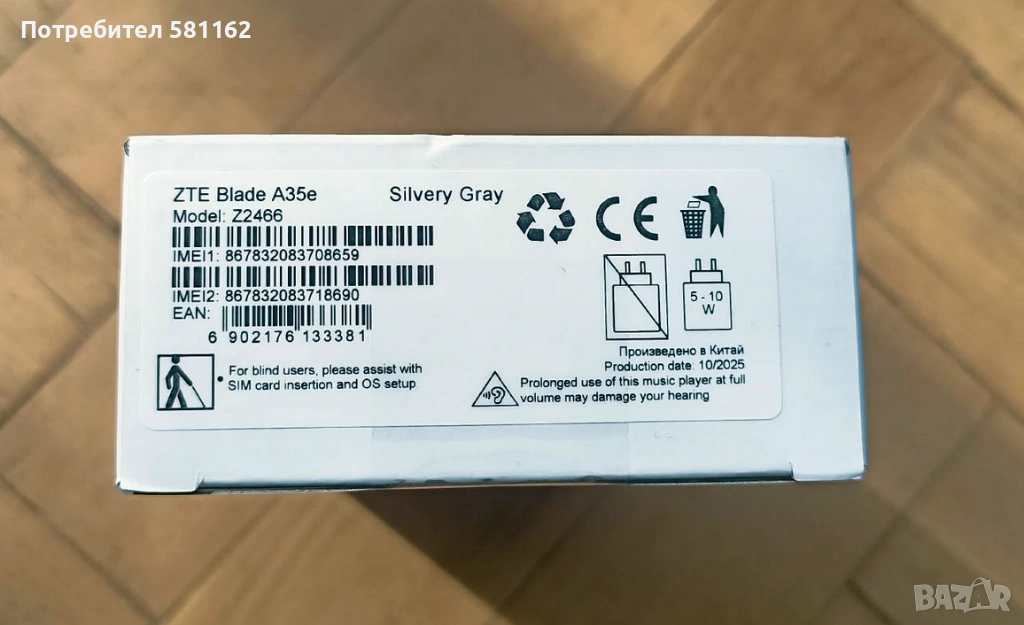 Потребител 581162
ZTE Blade A35e Silvery Gray
Model: Z2466
IMEI1: 867832083708659
IMEI2: 867832083718690
EAN:
6 902176 133381
CE
5 - 10
W
Произведено в Китай
Production date: 10/2025
• For blind users, please assist with
SIM card insertion and OS setup
Prolonged use of this music player at full
volume may damage your hearing
BAZAR